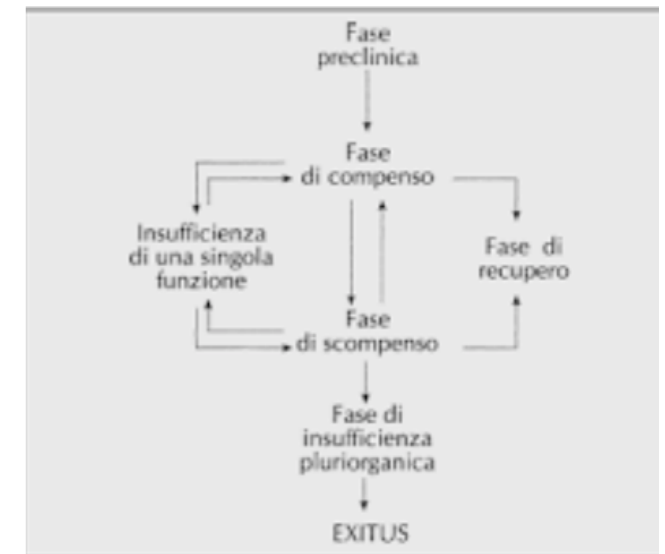 Fase
preclinica
Fase
di compenso
Insufficienza
di una singola
funzione
Fase di
recupero
Fase
di scompenso
Fase di
insufficienza
pluriorganica
EXITUS